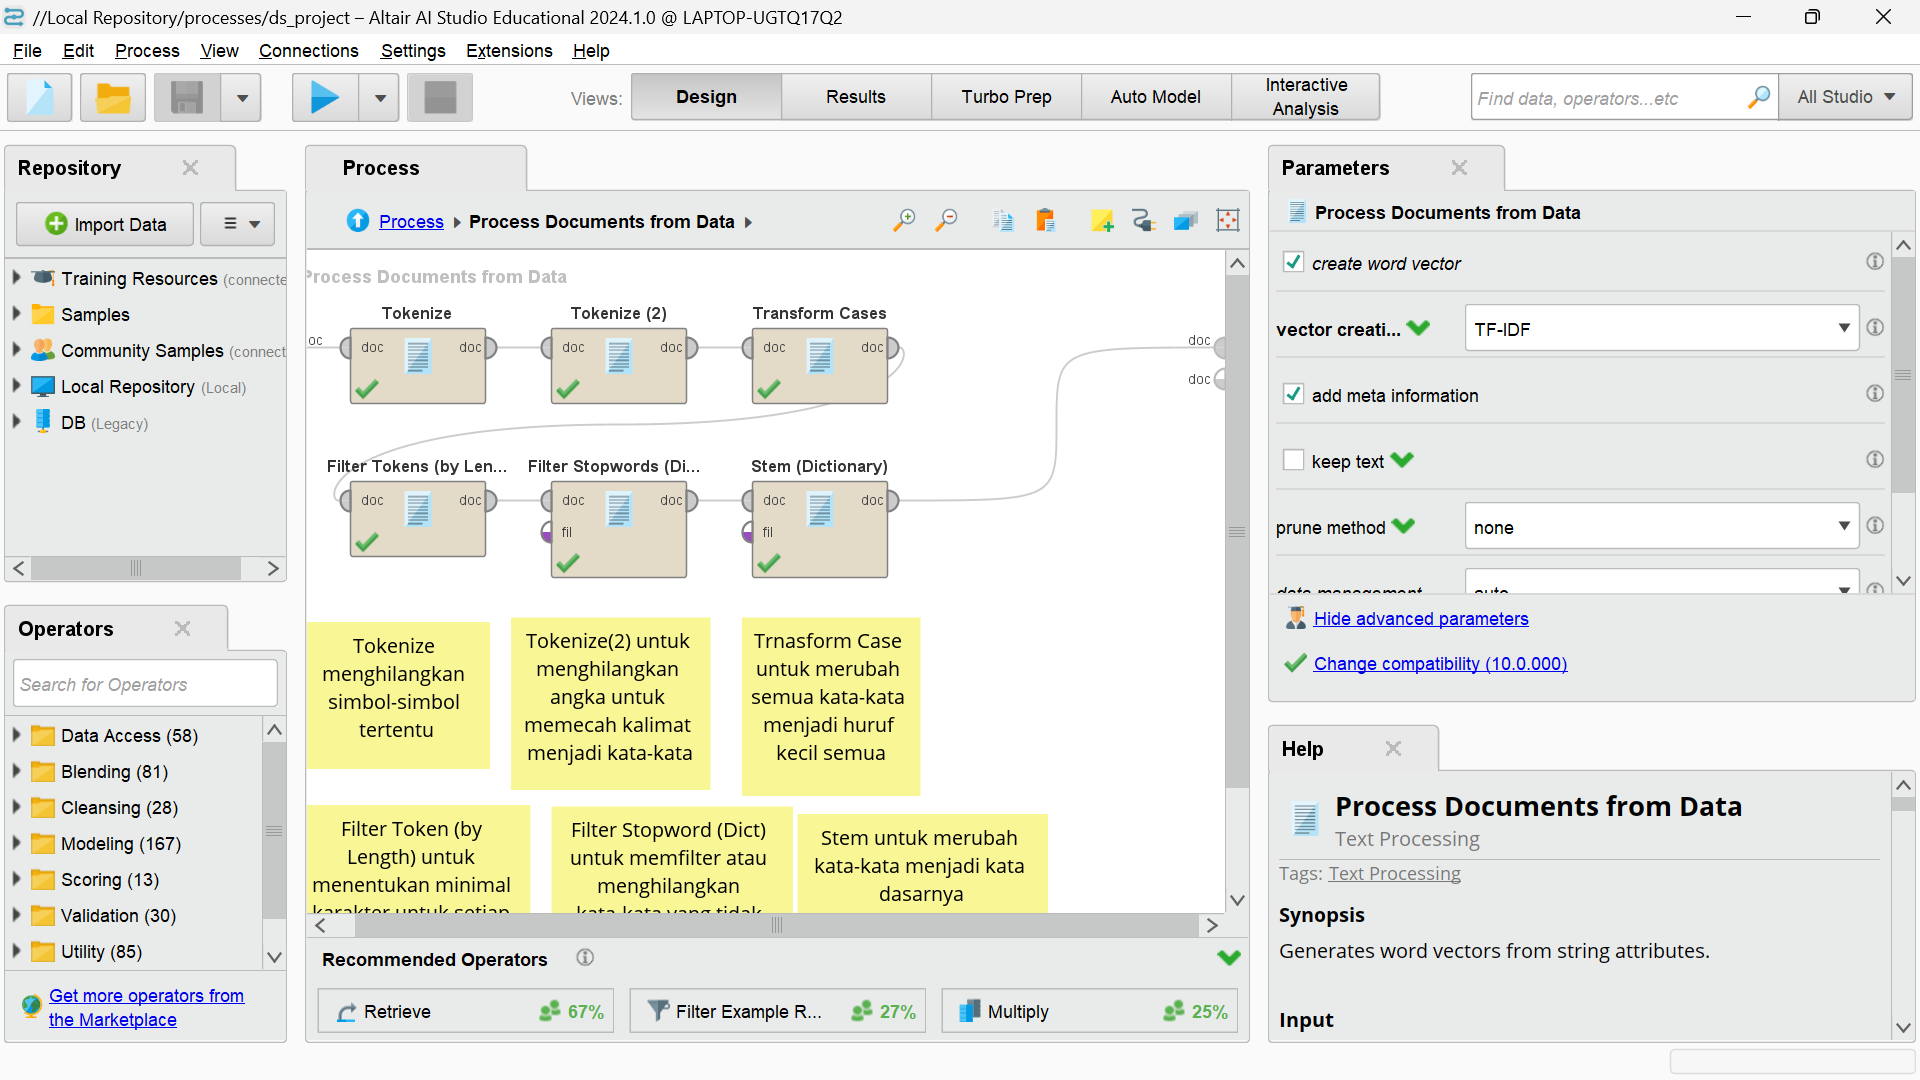 //Local Repository/processes/ds_project – Altair AI Studio Educational 2024.1.0 @ LAPTOP-UGTQ17Q2
File Edit Process View Connections Settings Extensions Help
Views: Design Results Turbo Prep Auto Model Interactive Analysis
Find data, operators...etc
All Studio
Repository
Import Data
Training Resources (connecte
Samples
Community Samples (connect
Local Repository (Local)
DB (Legacy)
Operators
Search for Operators
Data Access (58)
Blending (81)
Cleansing (28)
Modeling (167)
Scoring (13)
Validation (30)
Utility (85)
Get more operators from
the Marketplace
Process
Process Process Documents from Data
Process Documents from Data
Tokenize Tokenize (2) Transform Cases
oc doc doc doc doc doc doc doc
doc
Filter Tokens (by Len... Filter Stopwords (Di... Stem (Dictionary)
doc doc doc doc doc doc
fil fil
Tokenize
menghilangkan
simbol-simbol
tertentu
Tokenize(2) untuk
menghilangkan
angka untuk
memecah kalimat
menjadi kata-kata
Trnasform Case
untuk merubah
semua kata-kata
menjadi huruf
kecil semua
Filter Token (by
Length) untuk
menentukan minimal
karakter untuk setiap
Filter Stopword (Dict)
untuk memfilter atau
menghilangkan
kata-kata yang tidak
Stem untuk merubah
kata-kata menjadi kata
dasarnya
Recommended Operators
Retrieve 67%
Filter Example R... 27%
Multiply 25%
Parameters
Process Documents from Data
create word vector
vector creati... TF-IDF
add meta information
keep text
prune method none
data management auto
Hide advanced parameters
Change compatibility (10.0.000)
Help
Process Documents from Data
Text Processing
Tags: Text Processing
Synopsis
Generates word vectors from string attributes.
Input